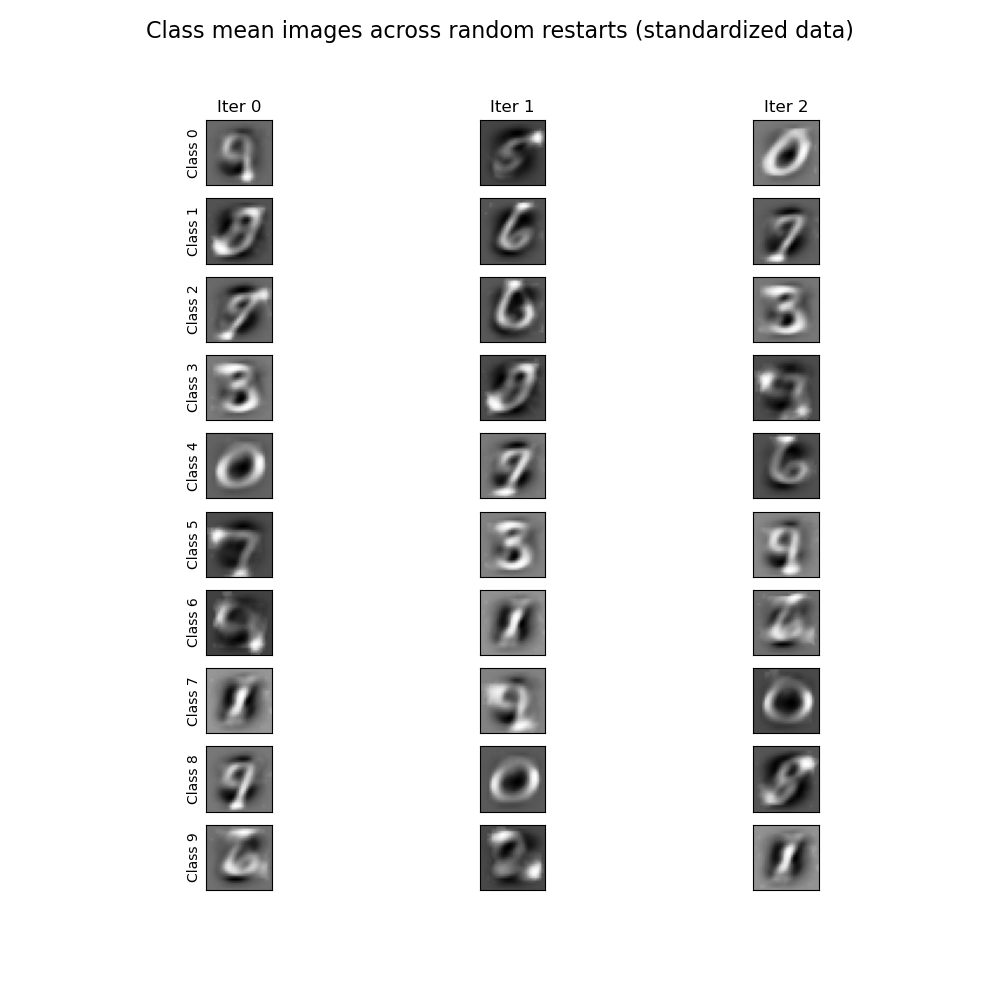 Class mean images across random restarts (standardized data)
Iter 0 Iter 1 Iter 2
Class 0
Class 1
Class 2
Class 3
Class 4
Class 5
Class 6
Class 7
Class 8
Class 9